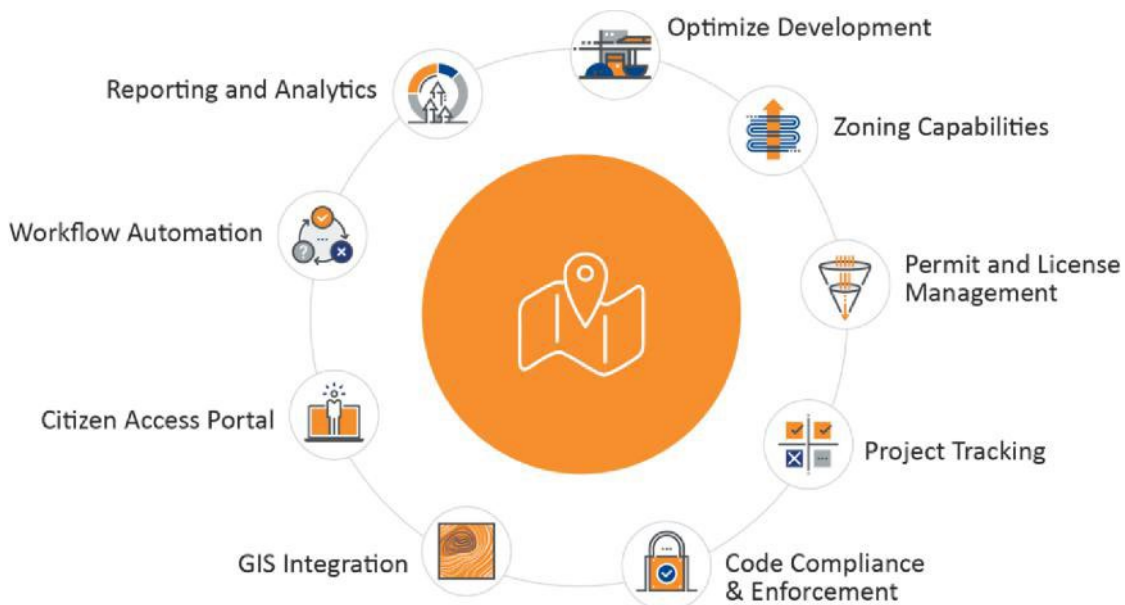 Optimize Development
Reporting and Analytics
Zoning Capabilities
Workflow Automation
Permit and License
Management
Citizen Access Portal
Project Tracking
GIS Integration
Code Compliance
& Enforcement